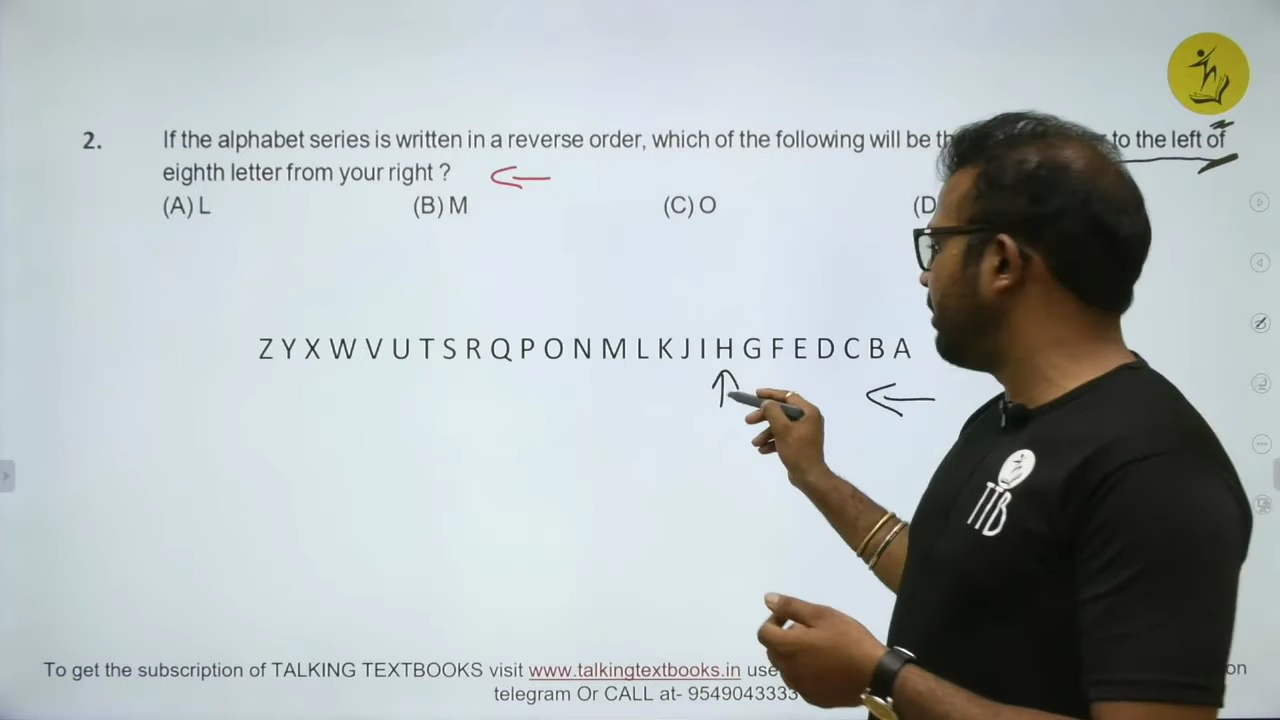 2. If the alphabet series is written in a reverse order, which of the following will be to the left of
eighth letter from your right ?
(A) L (B) M (C) O (D
Z Y X W V U T S R Q P O N M L K J I H G F E D C B A
TTB
To get the subscription of TALKING TEXTBOOKS visit www.talkingtextbooks.in use on
telegram Or CALL at- 9549043333